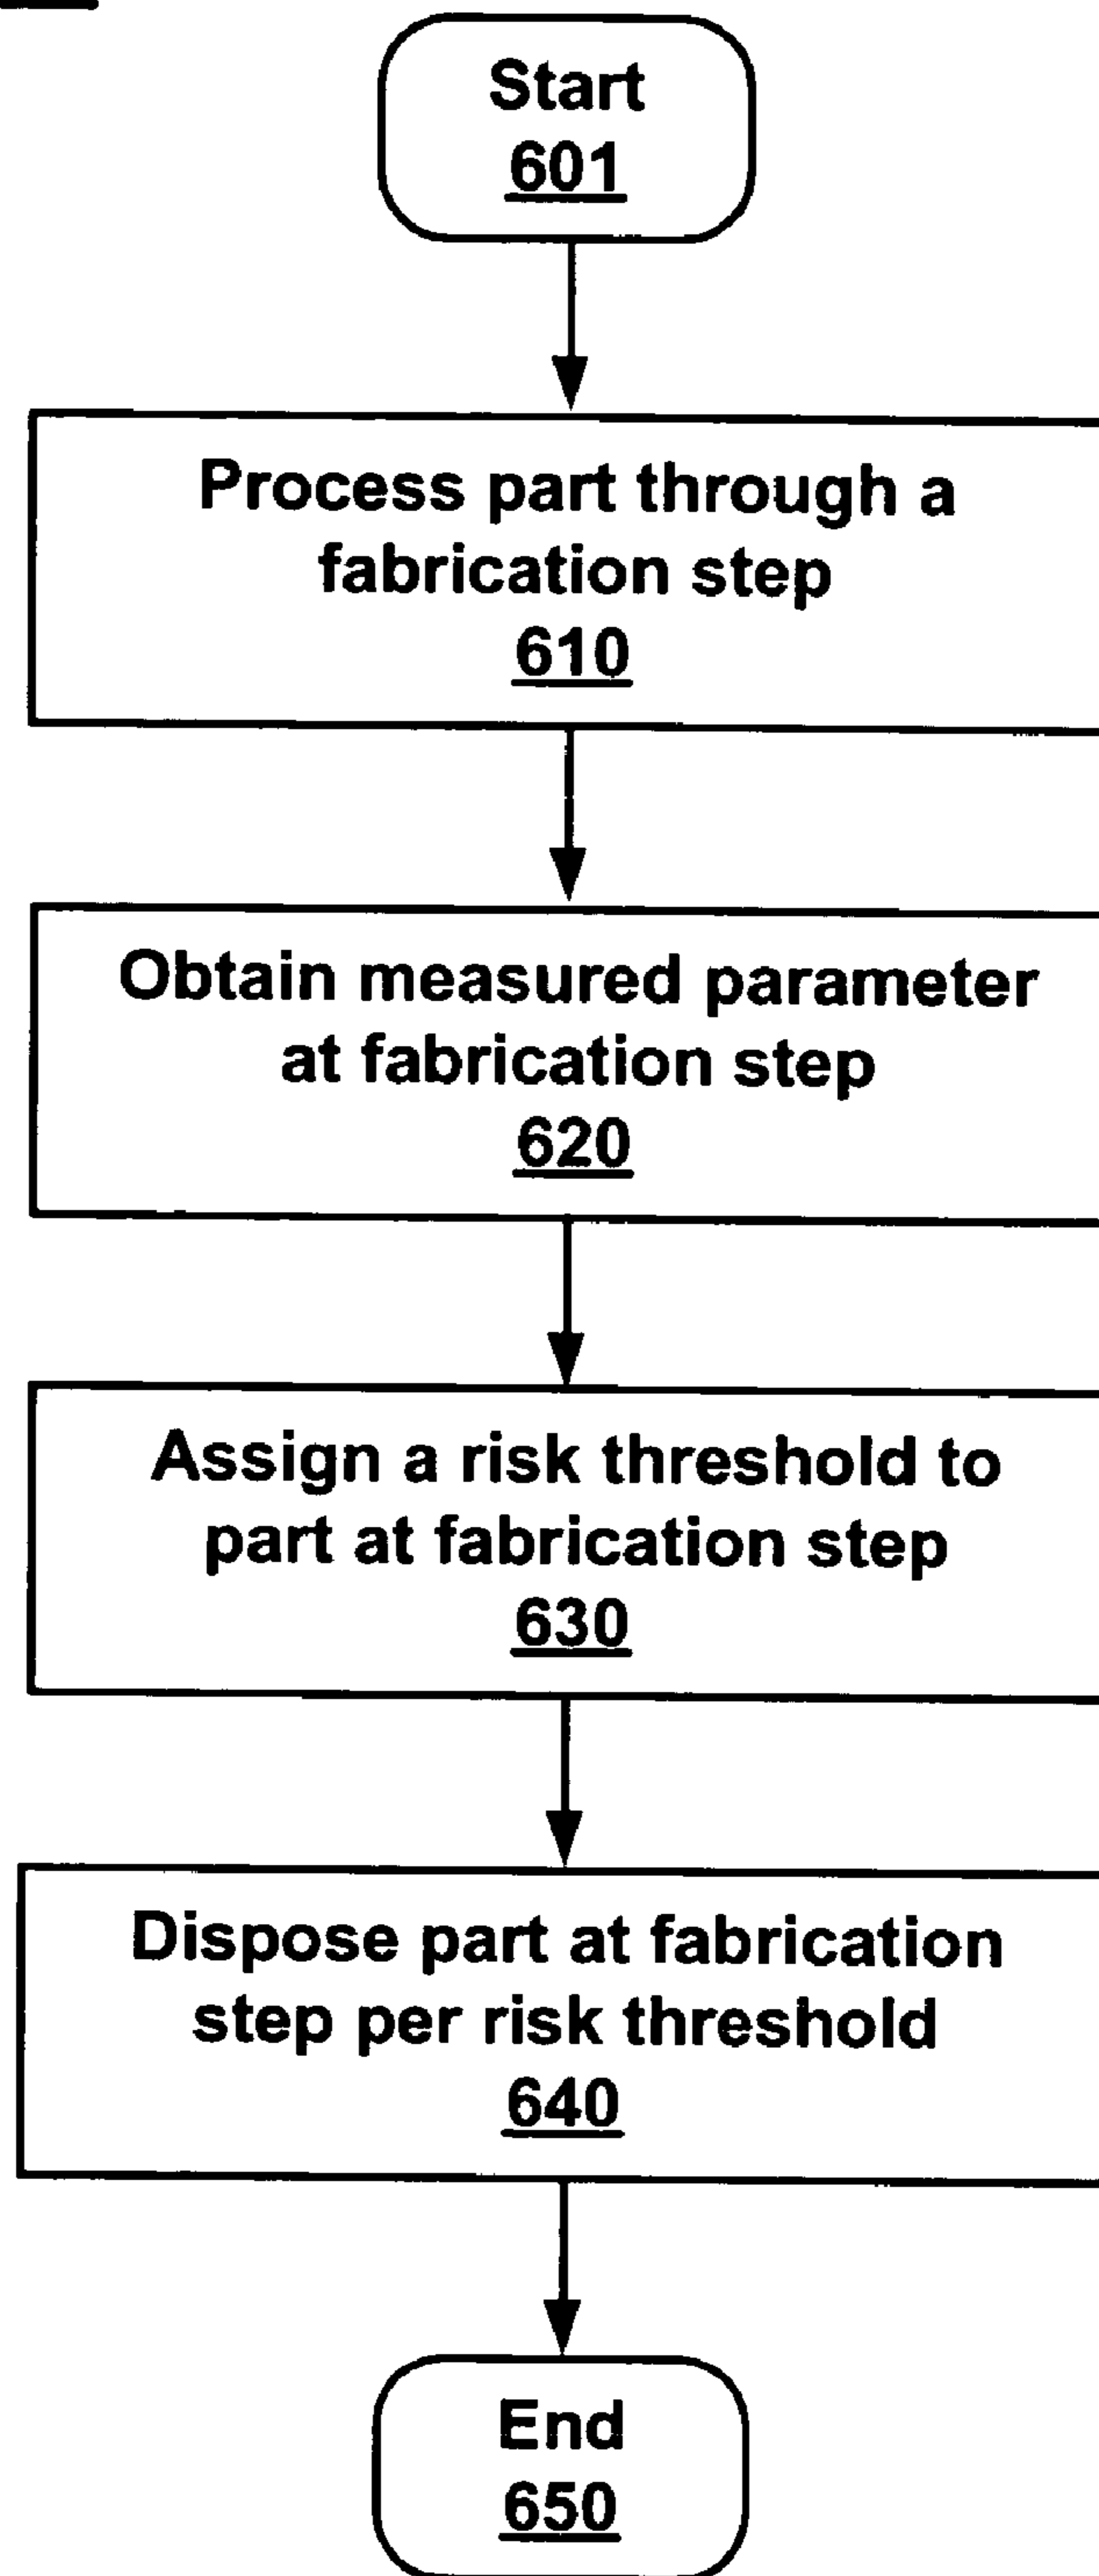 Start
601
Process part through a
fabrication step
610
Obtain measured parameter
at fabrication step
620
Assign a risk threshold to
part at fabrication step
630
Dispose part at fabrication
step per risk threshold
640
End
650